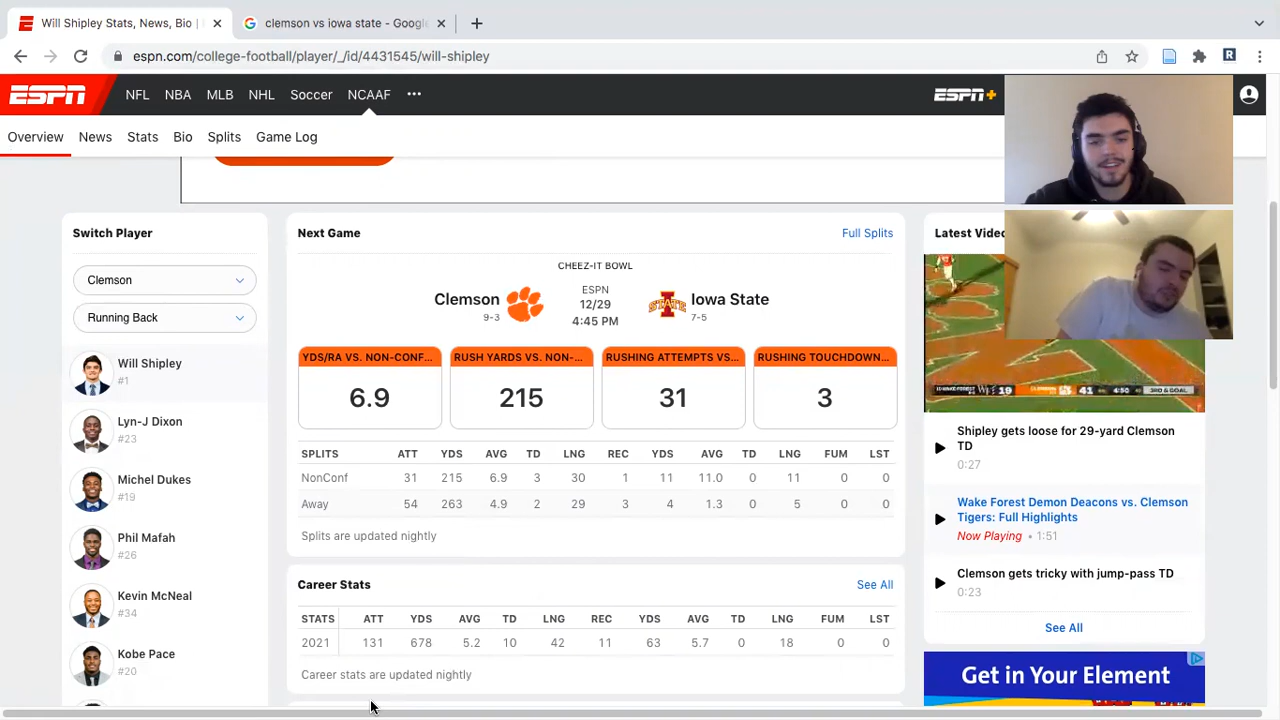 Will Shipley Stats, News, Bio |
clemson vs iowa state - Google
espn.com/college-football/player/_/id/4431545/will-shipley
R
ESPN
NFL NBA MLB NHL Soccer NCAAF
ESPN+
Overview News Stats Bio Splits Game Log
Switch Player
Clemson
Running Back
Will Shipley
#1
Lyn-J Dixon
#23
Michel Dukes
#19
Phil Mafah
#26
Kevin McNeal
#34
Kobe Pace
#20
Next Game
Full Splits
CHEEZ-IT BOWL
Clemson
9-3
ESPN
12/29
4:45 PM
STATE
Iowa State
7-5
YDS/RA VS. NON-CONF... RUSH YARDS VS. NON-... RUSHING ATTEMPTS VS... RUSHING TOUCHDOWN...
6.9 215 31 3
SPLITS ATT YDS AVG TD LNG REC YDS AVG TD LNG FUM LST
NonConf 31 215 6.9 3 30 1 11 11.0 0 11 0 0
Away 54 263 4.9 2 29 3 4 1.3 0 5 0 0
Splits are updated nightly
Career Stats
See All
STATS ATT YDS AVG TD LNG REC YDS AVG TD LNG FUM LST
2021 131 678 5.2 10 42 11 63 5.7 0 18 0 0
Career stats are updated nightly
19
41
4:50
3RD & GOAL
Shipley gets loose for 29-yard Clemson
TD
0:27
Wake Forest Demon Deacons vs. Clemson
Tigers: Full Highlights
Now Playing • 1:51
Clemson gets tricky with jump-pass TD
0:23
See All
Get in Your Element